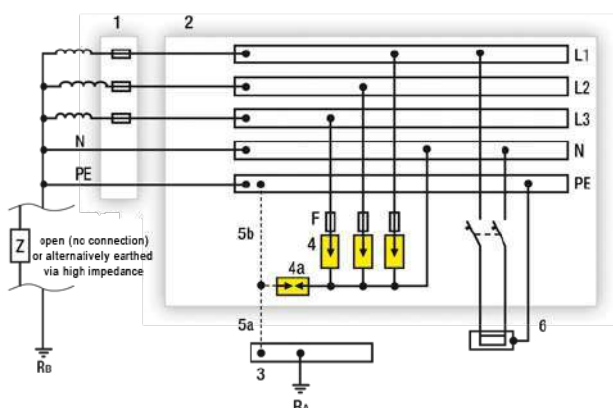 1
2
L1
L2
L3
N
N
PE
PE
F
5b
4
Z
open (no connection)
or alternatively earthed
via high impedance
4a
5a
6
3
RB
RA